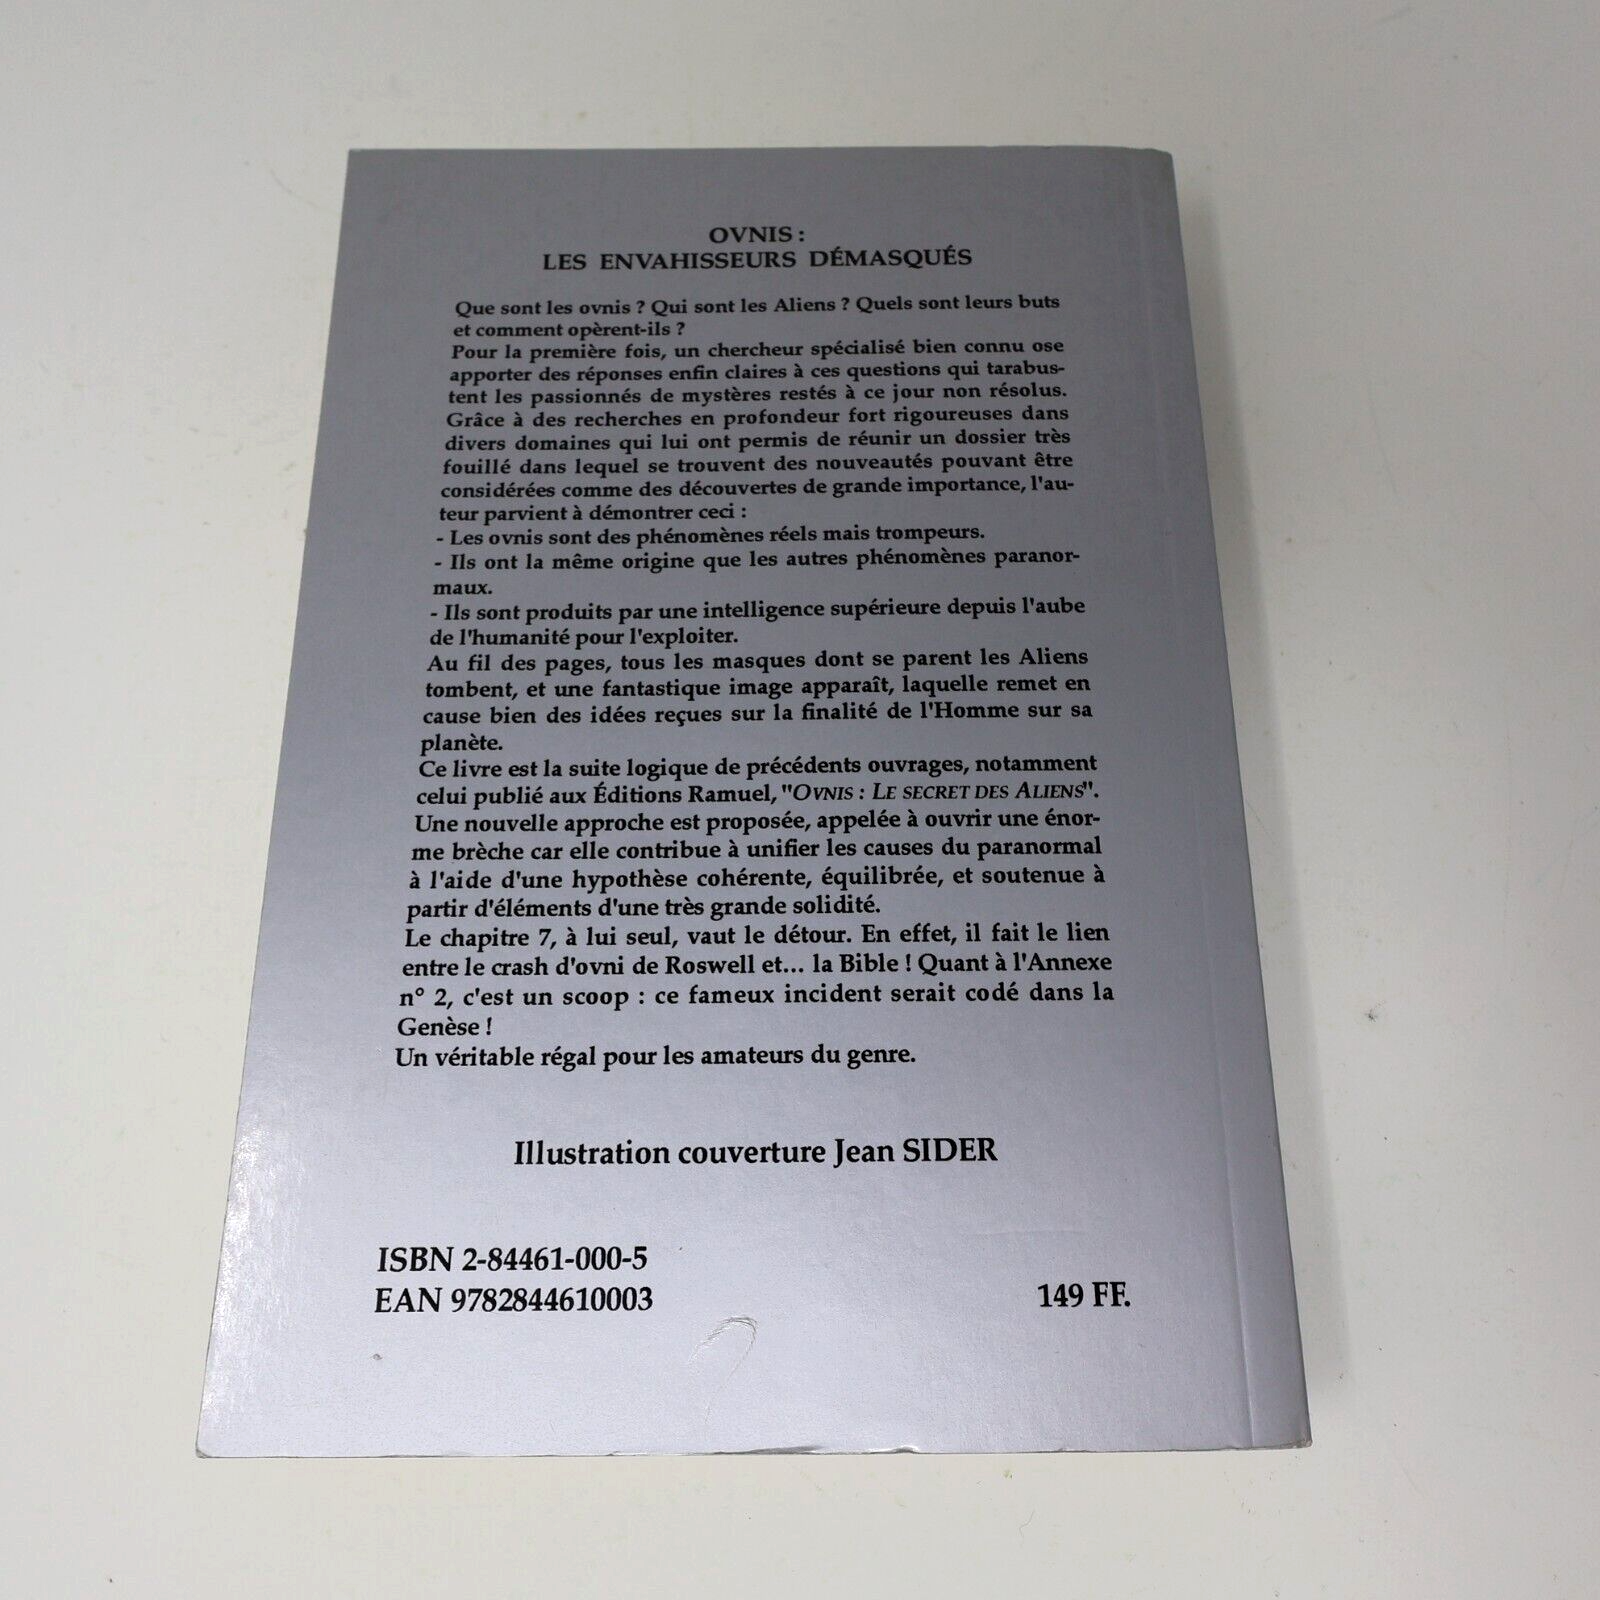 OVNIS :
LES ENVAHISSEURS DÉMASQUÉS
Que sont les ovnis ? Qui sont les Aliens ? Quels sont leurs buts
et comment opèrent-ils ?
Pour la première fois, un chercheur spécialisé bien connu ose
apporter des réponses enfin claires à ces questions qui tarabus-
tent les passionnés de mystères restés à ce jour non résolus.
Grâce à des recherches en profondeur fort rigoureuses dans
divers domaines qui lui ont permis de réunir un dossier très
fouillé dans lequel se trouvent des nouveautés pouvant être
considérées comme des découvertes de grande importance, l'au-
teur parvient à démontrer ceci :
- Les ovnis sont des phénomènes réels mais trompeurs.
- Ils ont la même origine que les autres phénomènes paranor-
maux.
- Ils sont produits par une intelligence supérieure depuis l'aube
de l'humanité pour l'exploiter.
Au fil des pages, tous les masques dont se parent les Aliens
tombent, et une fantastique image apparaît, laquelle remet en
cause bien des idées reçues sur la finalité de l'Homme sur sa
planète.
Ce livre est la suite logique de précédents ouvrages, notamment
celui publié aux Éditions Ramuel, "OVNIS : LE SECRET DES ALIENS".
Une nouvelle approche est proposée, appelée à ouvrir une énor-
me brèche car elle contribue à unifier les causes du paranormal
à l'aide d'une hypothèse cohérente, équilibrée, et soutenue à
partir d'éléments d'une très grande solidité.
Le chapitre 7, à lui seul, vaut le détour. En effet, il fait le lien
entre le crash d'ovni de Roswell et... la Bible ! Quant à l'Annexe
n° 2, c'est un scoop : ce fameux incident serait codé dans la
Genèse !
Un véritable régal pour les amateurs du genre.
Illustration couverture Jean SIDER
ISBN 2-84461-000-5
EAN 9782844610003
149 FF.